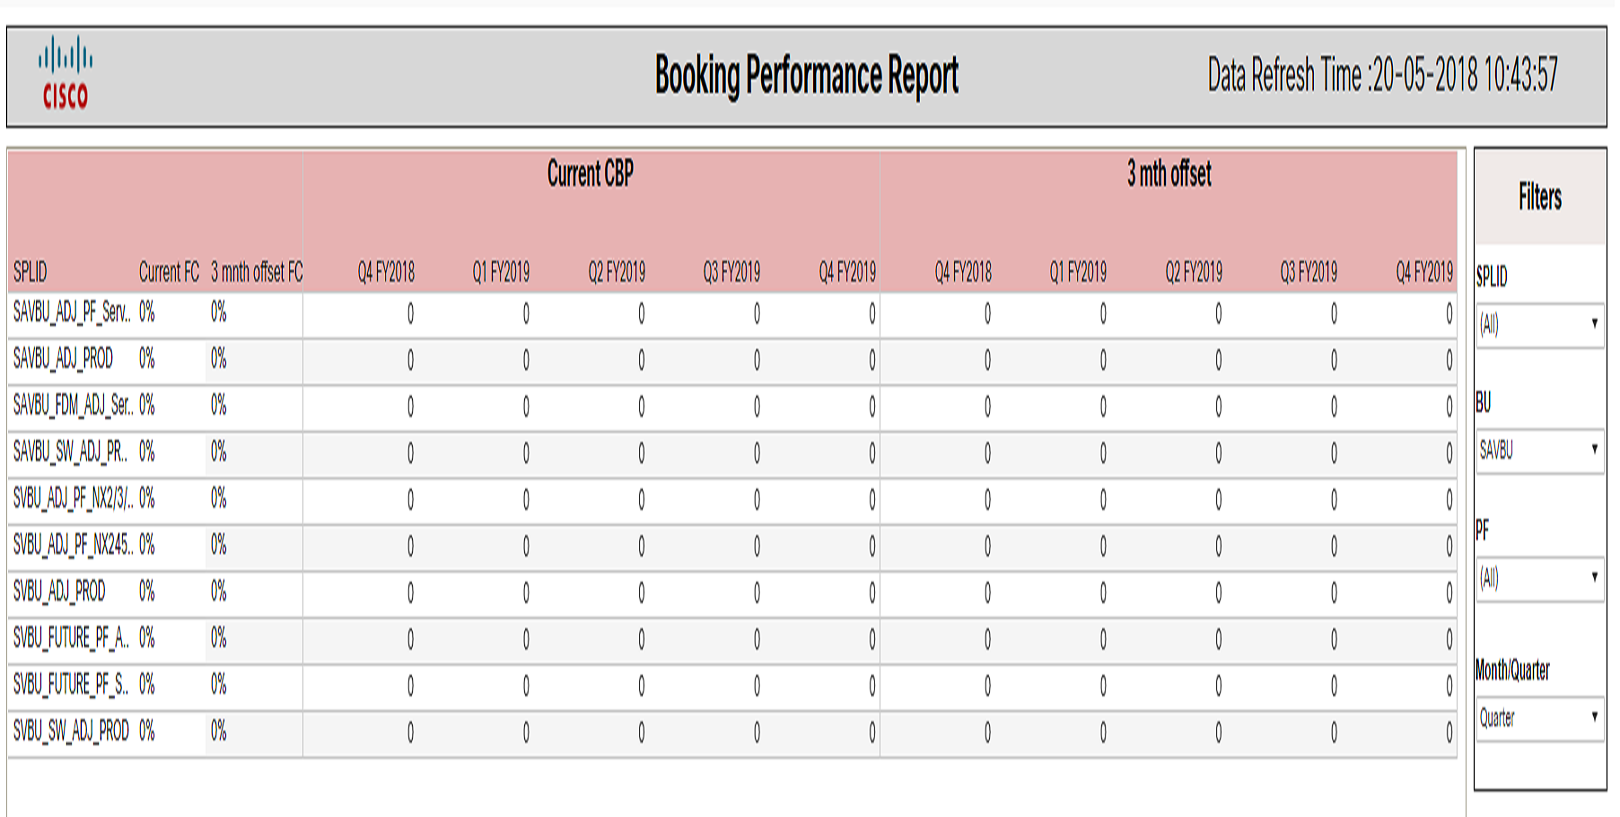 CISCO
Booking Performance Report
Data Refresh Time :20-05-2018 10:43:57
Current CBP 3 mth offset
SPLID Current FC 3 mnth offset FC Q4 FY2018 Q1 FY2019 Q2 FY2019 Q3 FY2019 Q4 FY2019 Q4 FY2018 Q1 FY2019 Q2 FY2019 Q3 FY2019 Q4 FY2019
SAVBU_ADJ_PF_Serv.. 0% 0% 0 0 0 0 0 0 0 0 0 0
SAVBU_ADJ_PROD 0% 0% 0 0 0 0 0 0 0 0 0 0
SAVBU_FDM_ADJ_Ser.. 0% 0% 0 0 0 0 0 0 0 0 0 0
SAVBU_SW_ADJ_PR.. 0% 0% 0 0 0 0 0 0 0 0 0 0
SVBU_ADJ_PF_NX2/3/.. 0% 0% 0 0 0 0 0 0 0 0 0 0
SVBU_ADJ_PF_NX245.. 0% 0% 0 0 0 0 0 0 0 0 0 0
SVBU_ADJ_PROD 0% 0% 0 0 0 0 0 0 0 0 0 0
SVBU_FUTURE_PF_A.. 0% 0% 0 0 0 0 0 0 0 0 0 0
SVBU_FUTURE_PF_S.. 0% 0% 0 0 0 0 0 0 0 0 0 0
SVBU_SW_ADJ_PROD 0% 0% 0 0 0 0 0 0 0 0 0 0
Filters
SPLID
(All)
BU
SAVBU
PF
(All)
Month/Quarter
Quarter